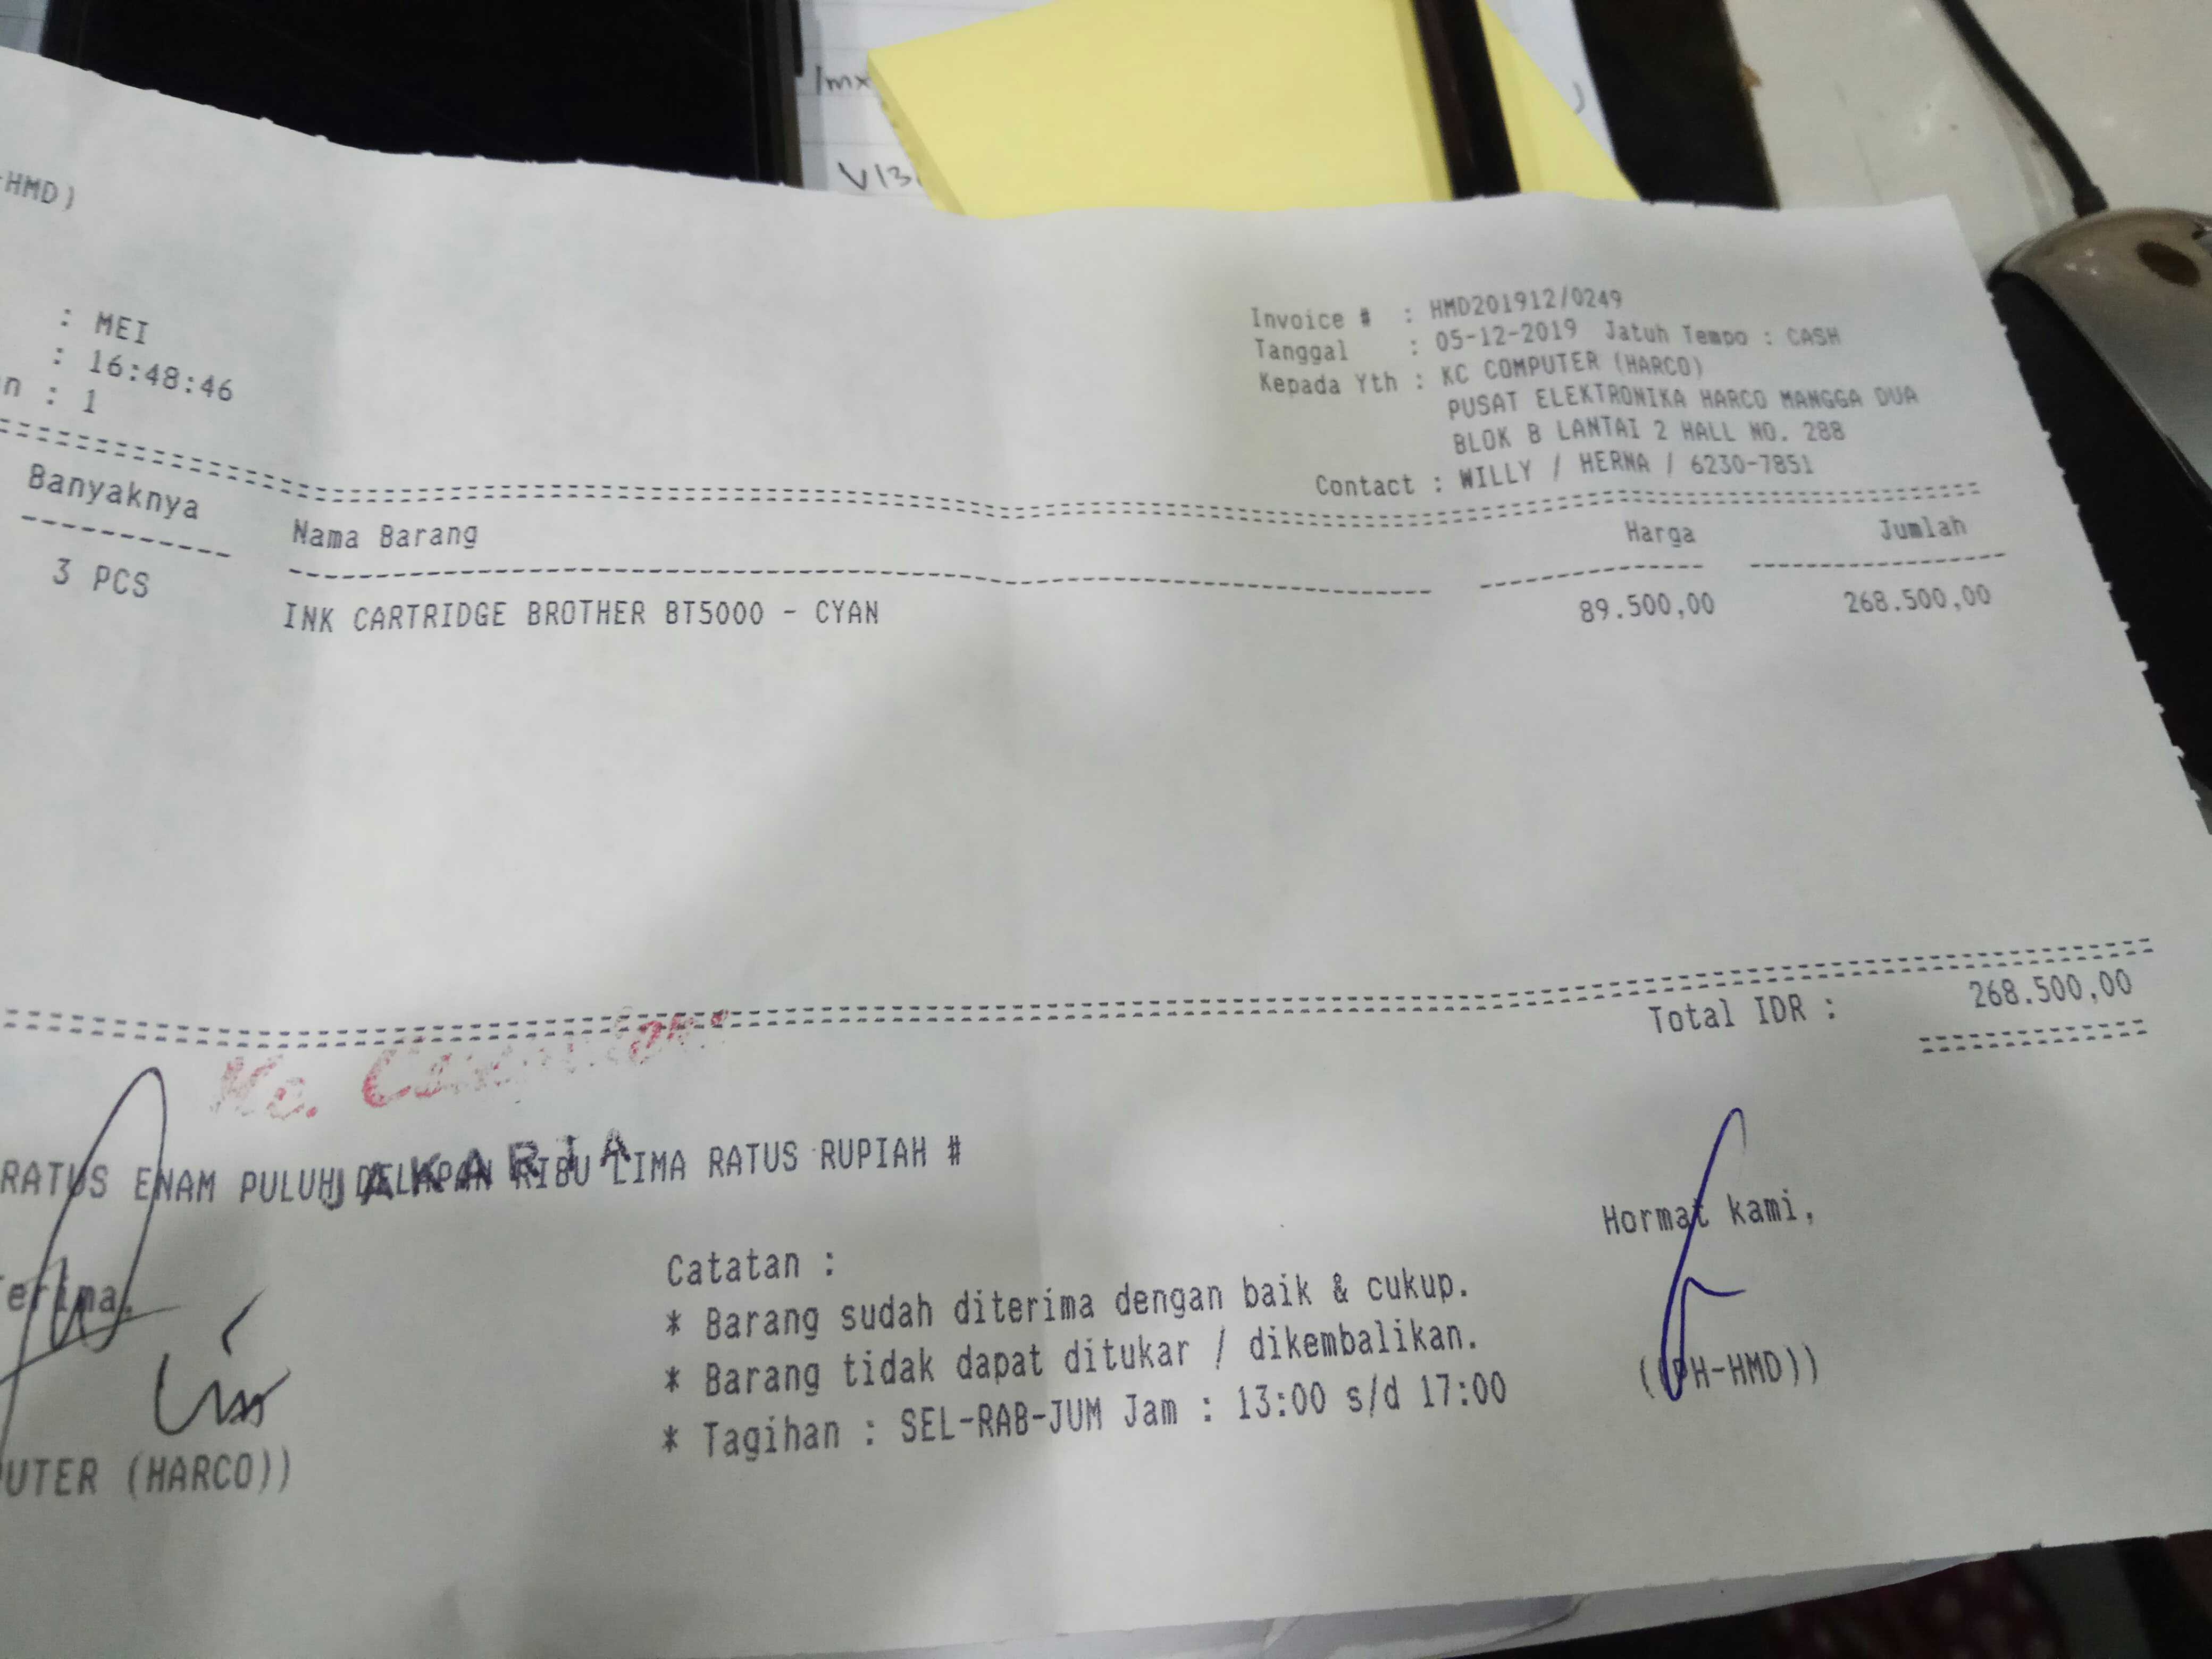 1mx
V13
-HMD)
: MEI
: 16:48:46
n : 1
Invoice # : HMD201912/0249
Tanggal : 05-12-2019 Jatuh Tempo : CASH
Kepada Yth : KC COMPUTER (HARCO)
PUSAT ELEKTRONIKA HARCO MANGGA DUA
BLOK B LANTAI 2 HALL NO. 288
Contact : WILLY / HERNA / 6230-7851
Banyaknya Nama Barang Harga Jumlah
3 PCS INK CARTRIDGE BROTHER BT5000 - CYAN 89.500,00 268.500,00
Total IDR : 268.500,00
RATUS ENAM PULUH DELAPAN RIBU LIMA RATUS RUPIAH #
JAKARTA
erima,
Hormat kami,
Catatan :
* Barang sudah diterima dengan baik & cukup.
* Barang tidak dapat ditukar / dikembalikan.
* Tagihan : SEL-RAB-JUM Jam : 13:00 s/d 17:00
PUTER (HARCO))
H-HMD))